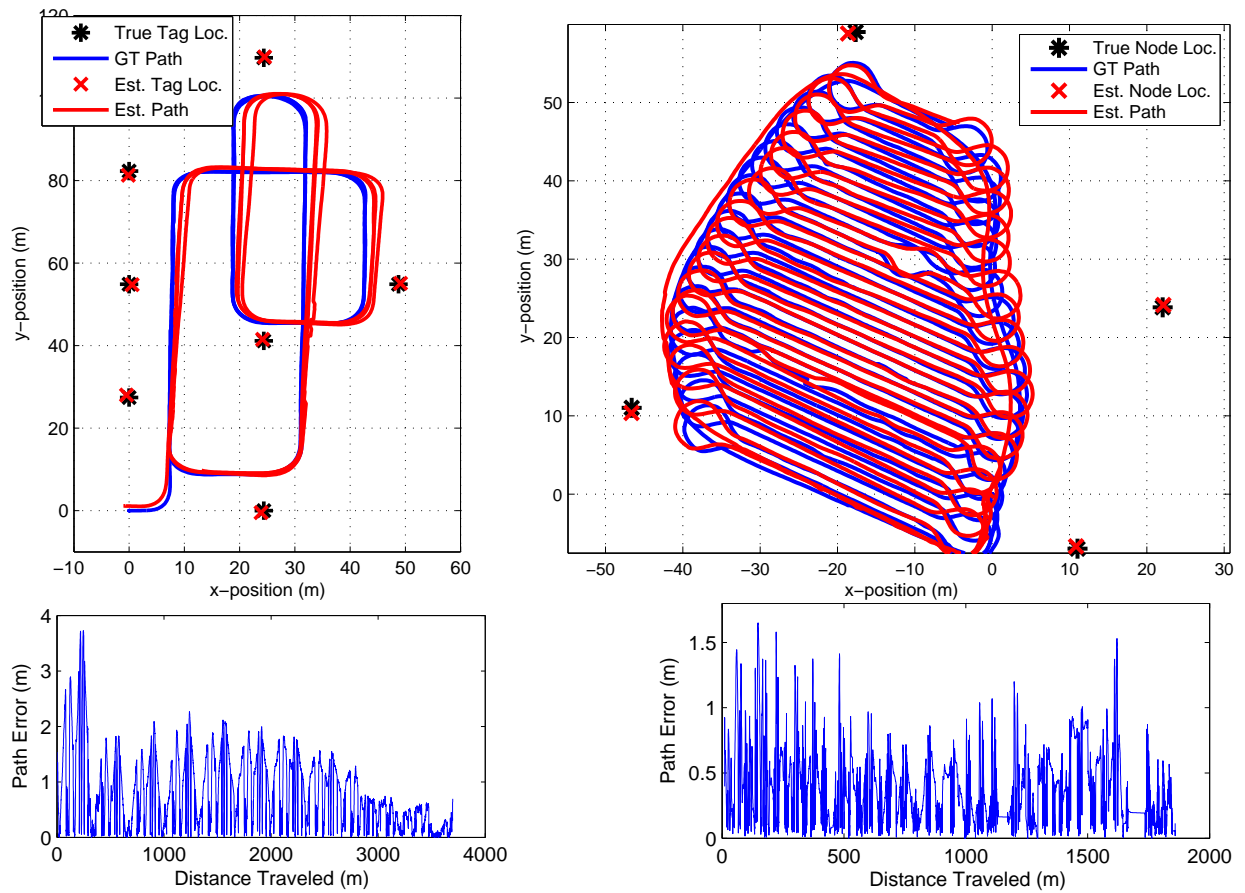 120
True Tag Loc.
GT Path
Est. Tag Loc.
Est. Path
100
80
60
40
20
0
−10
y−position (m)
−10 0 10 20 30 40 50 60
x−position (m)
True Node Loc.
GT Path
Est. Node Loc.
Est. Path
50
40
30
20
10
0
y−position (m)
−50 −40 −30 −20 −10 0 10 20 30
x−position (m)
4
3
2
1
0
Path Error (m)
0 1000 2000 3000 4000
Distance Traveled (m)
1.5
1
0.5
0
Path Error (m)
0 500 1000 1500 2000
Distance Traveled (m)